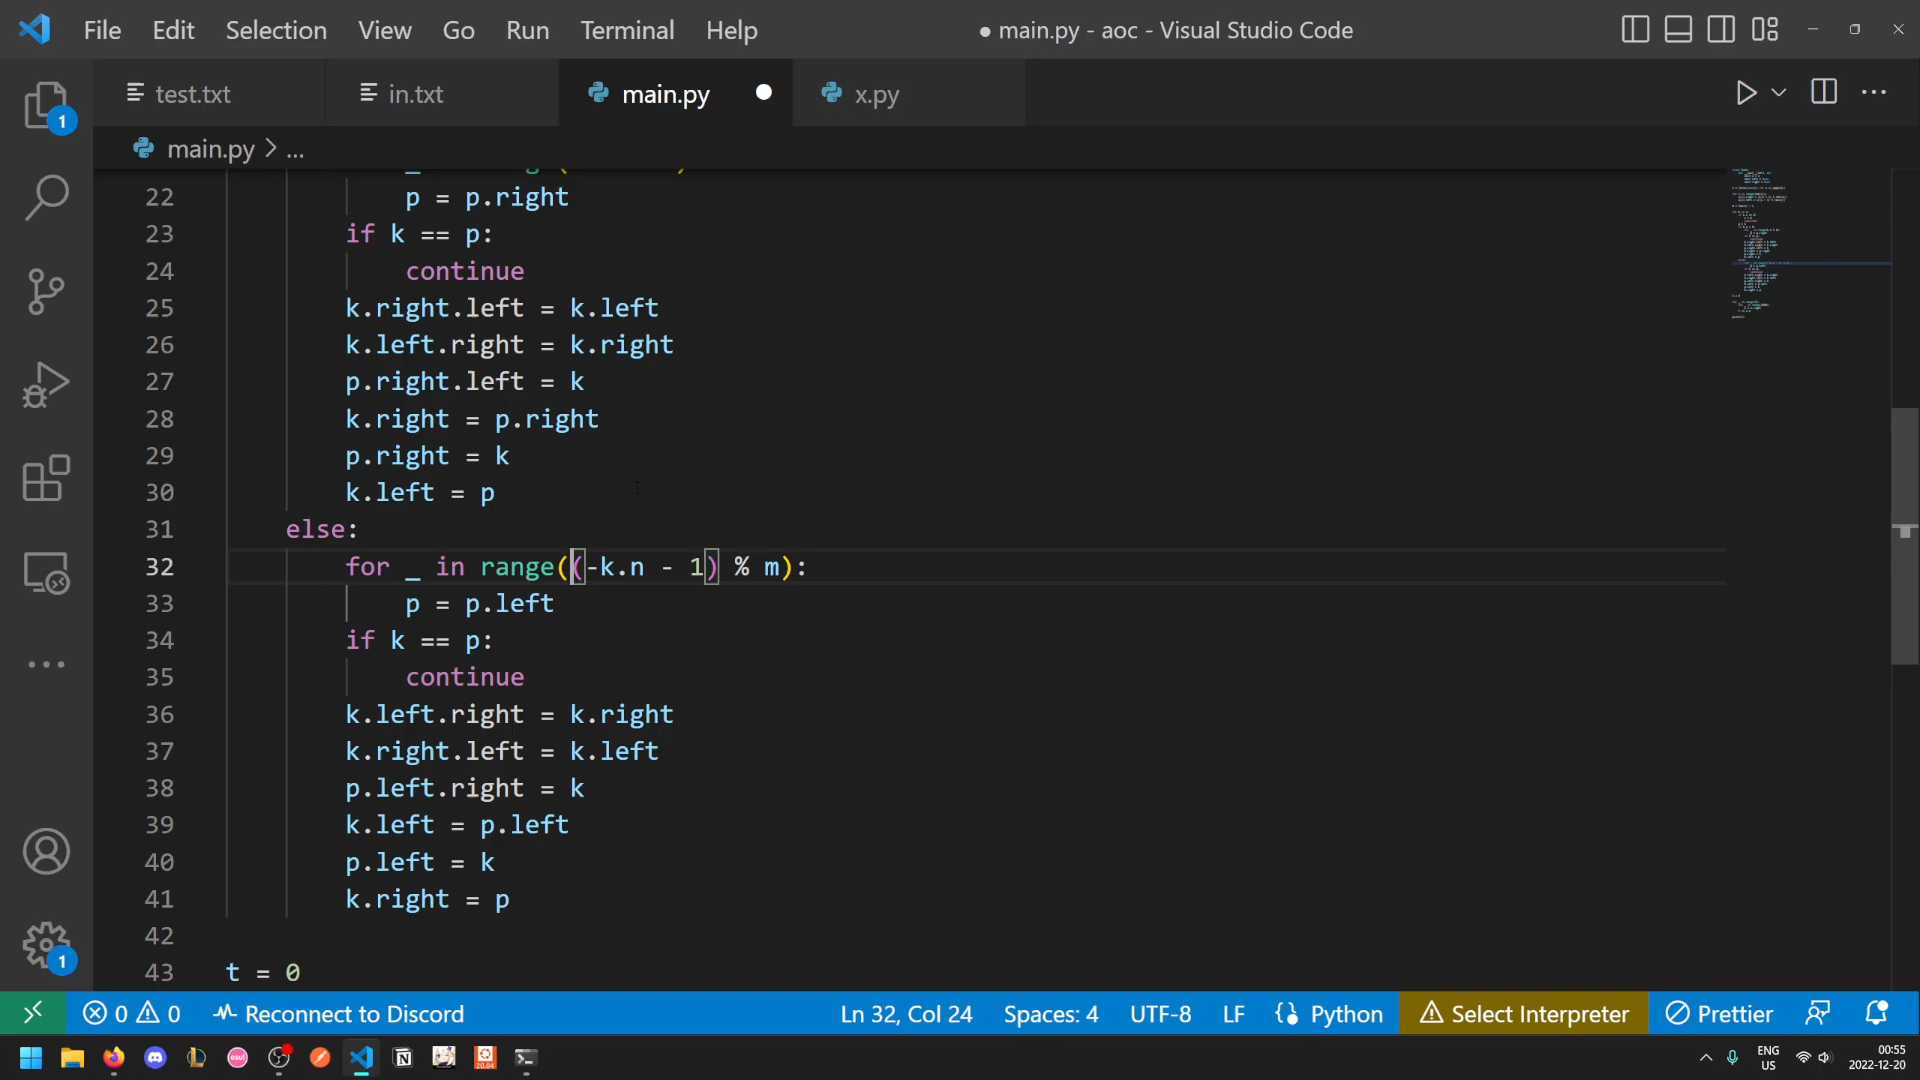 File Edit Selection View Go Run Terminal Help ● main.py - aoc - Visual Studio Code
test.txt in.txt main.py x.py
main.py > ...
22 p = p.right
23 if k == p:
24 continue
25 k.right.left = k.left
26 k.left.right = k.right
27 p.right.left = k
28 k.right = p.right
29 p.right = k
30 k.left = p
31 else:
32 for _ in range((-k.n - 1) % m):
33 p = p.left
34 if k == p:
35 continue
36 k.left.right = k.right
37 k.right.left = k.left
38 p.left.right = k
39 k.left = p.left
40 p.left = k
41 k.right = p
42
43 t = 0
1
1
0 0 Reconnect to Discord Ln 32, Col 24 Spaces: 4 UTF-8 LF Python Select Interpreter Prettier
ENG
US
00:55
2022-12-20
osu!
20.04